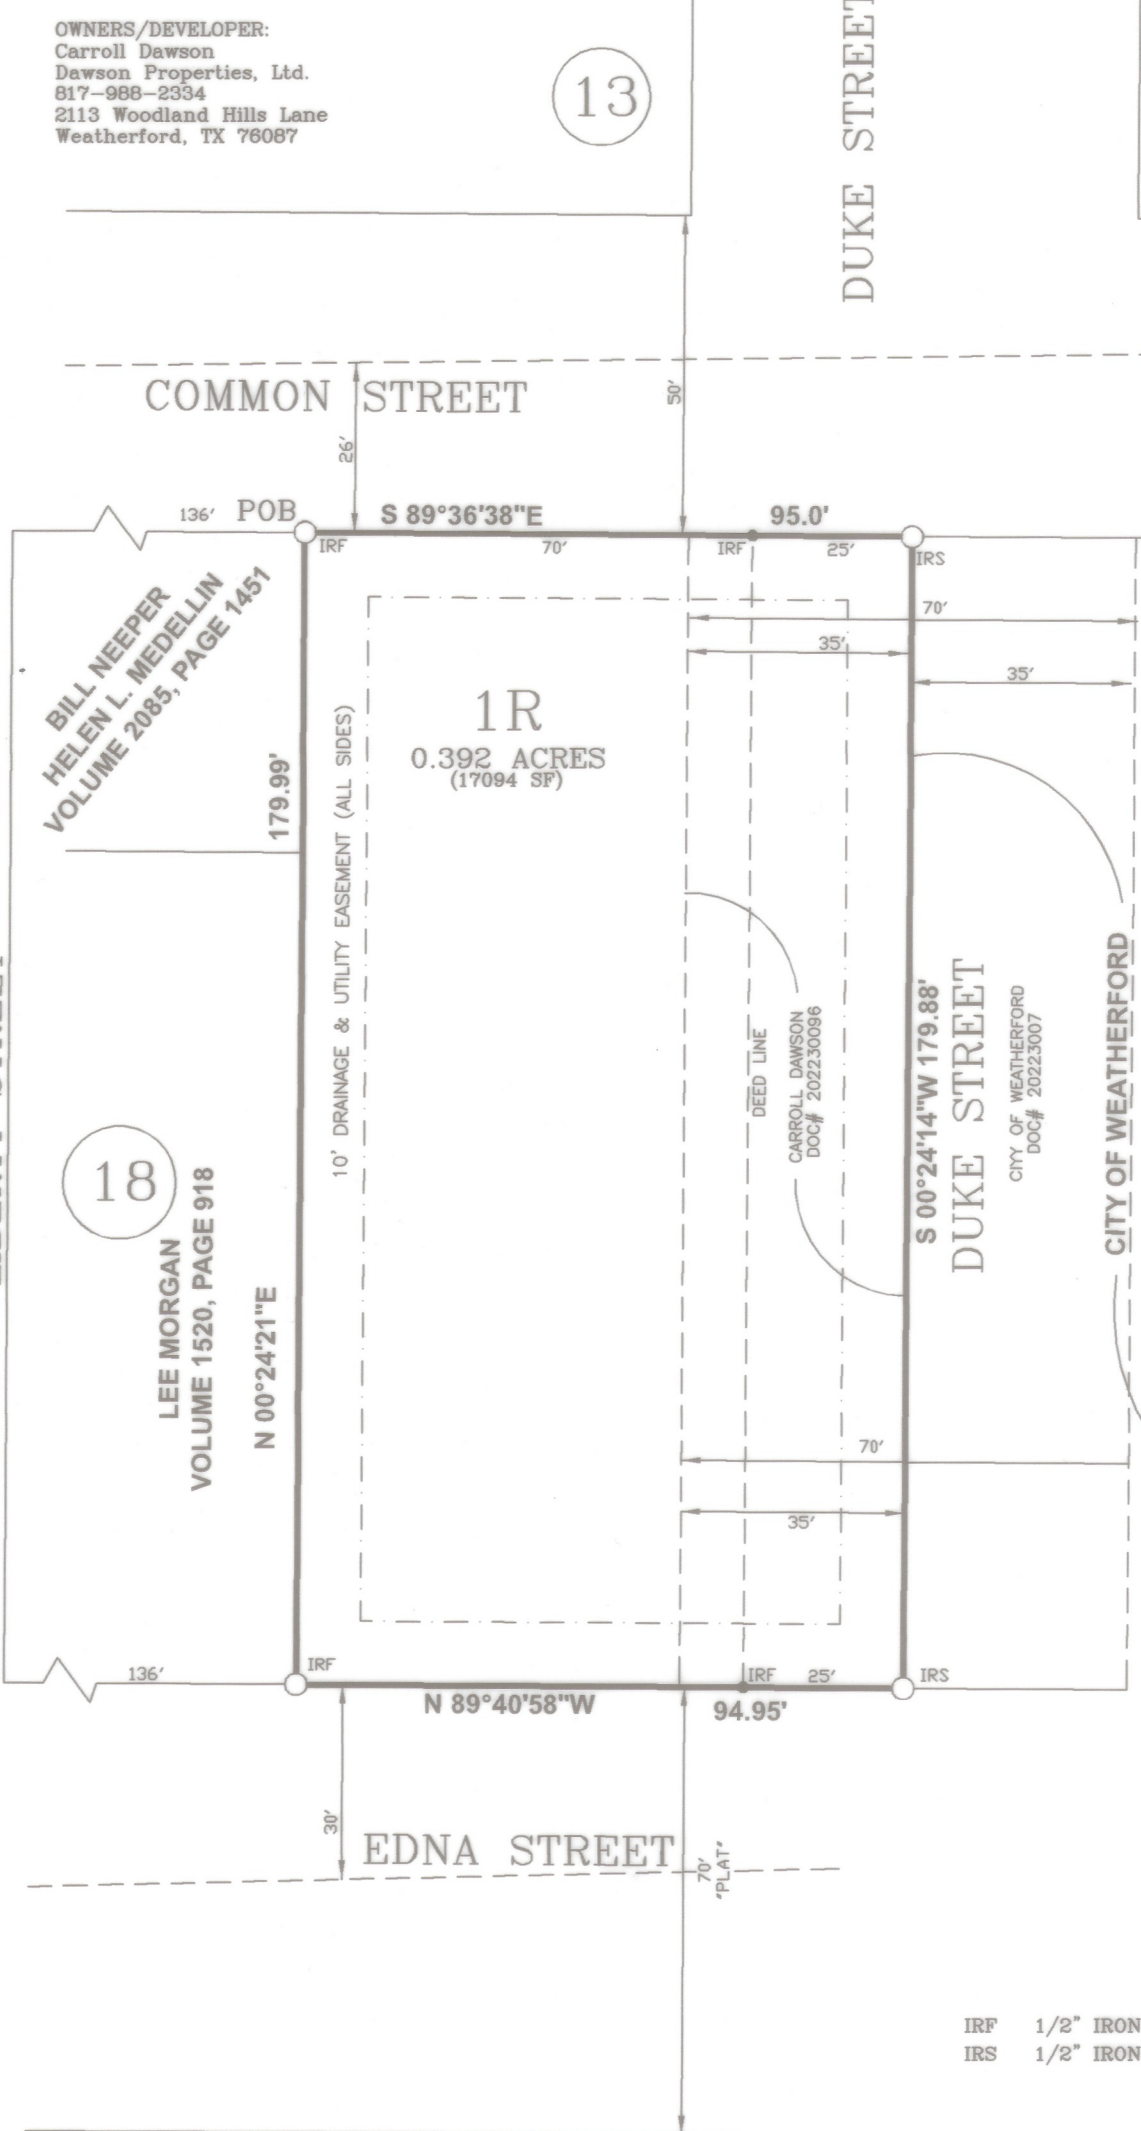 OWNERS/DEVELOPER:
Carroll Dawson
Dawson Properties, Ltd.
817-988-2334
2113 Woodland Hills Lane
Weatherford, TX 76087
13
DUKE STREET
COMMON STREET
50'
26'
136'
POB
S 89°36'38"E
95.0'
IRF
70'
IRF
25'
IRS
BILL NEEPER
HELEN L. MEDELLIN
VOLUME 2085, PAGE 1451
70'
35'
35'
1R
0.392 ACRES
(17094 SF)
179.99'
10' DRAINAGE & UTILITY EASEMENT (ALL SIDES)
DEED LINE
CARROLL DAWSON
DOC# 202230096
S 00°24'14"W 179.88'
DUKE STREET
CIYY OF WEATHERFORD
DOC# 20223007
CITY OF WEATHERFORD
18
LEE MORGAN
VOLUME 1520, PAGE 918
N 00°24'21"E
70'
35'
136'
IRF
IRF
25'
IRS
N 89°40'58"W
94.95'
30'
EDNA STREET
70'
"PLAT"
IRF 1/2" IRON
IRS 1/2" IRON